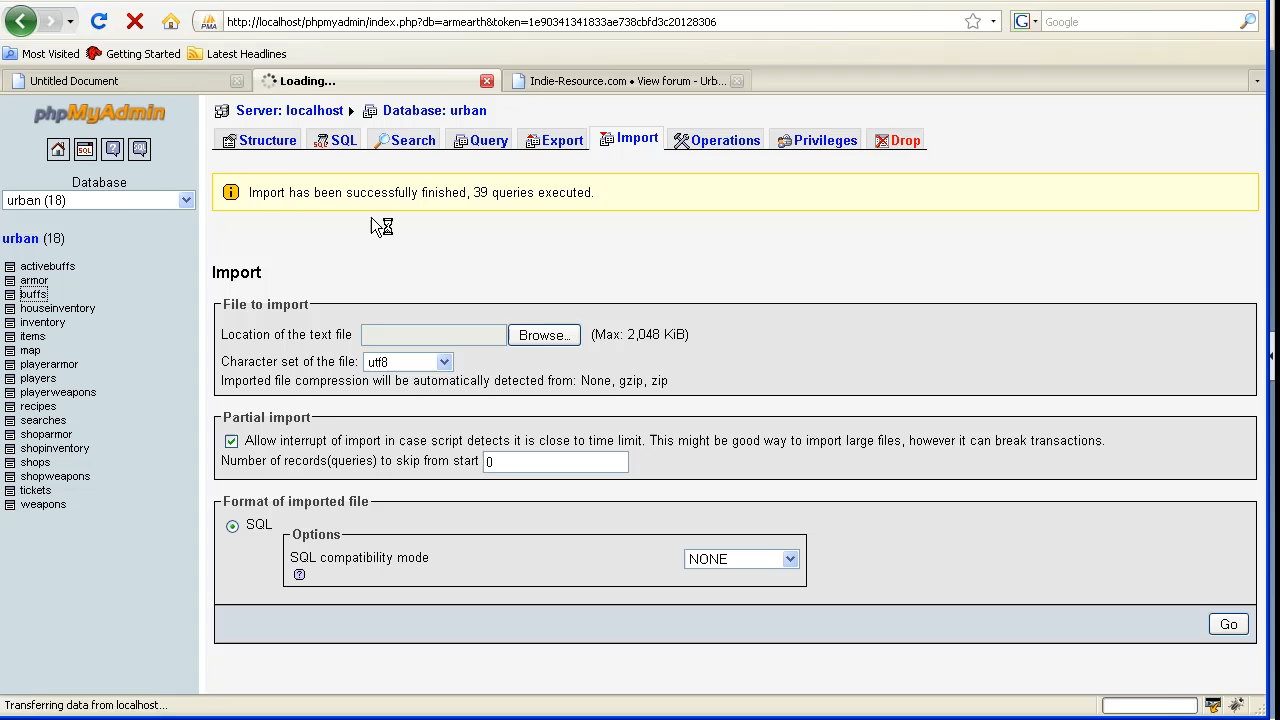 http://localhost/phpmyadmin/index.php?db=armearth&token=1c9034134183​3e738cbfd3c20128306
Google
Most Visited
Getting Started
Latest Headlines
Untitled Document
Loading...
Indie-Resource.com • View forum - Urb...
phpMyAdmin
Server: localhost
Database: urban
Structure
SQL
Search
Query
Export
Import
Operations
Privileges
Drop
Database
urban (18)
urban (18)
activebuffs
armor
buffs
houseinventory
inventory
items
map
playerarmor
players
playerweapons
recipes
searches
shoparmor
shopinventory
shops
shopweapons
tickets
weapons
Import has been successfully finished, 39 queries executed.
Import
File to import
Location of the text file
Browse...
(Max: 2,048 KiB)
Character set of the file:
utf8
Imported file compression will be automatically detected from: None, gzip, zip
Partial import
Allow interrupt of import in case script detects it is close to time limit. This might be good way to import large files, however it can break transactions.
Number of records(queries) to skip from start
0
Format of imported file
SQL
Options
SQL compatibility mode
NONE
Go
Transferring data from localhost...